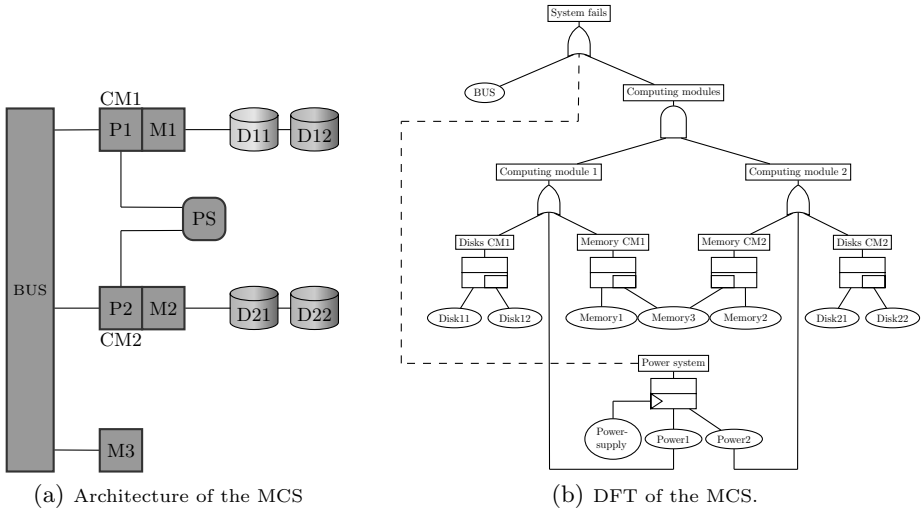 CM1
P1 M1 D11 D12
PS
BUS
P2 M2 D21 D22
CM2
M3
(a) Architecture of the MCS
System fails
BUS
Computing modules
Computing module 1
Computing module 2
Disks CM1
Memory CM1
Memory CM2
Disks CM2
Disk11
Disk12
Memory1
Memory3
Memory2
Disk21
Disk22
Power system
Power-
supply
Power1
Power2
(b) DFT of the MCS.